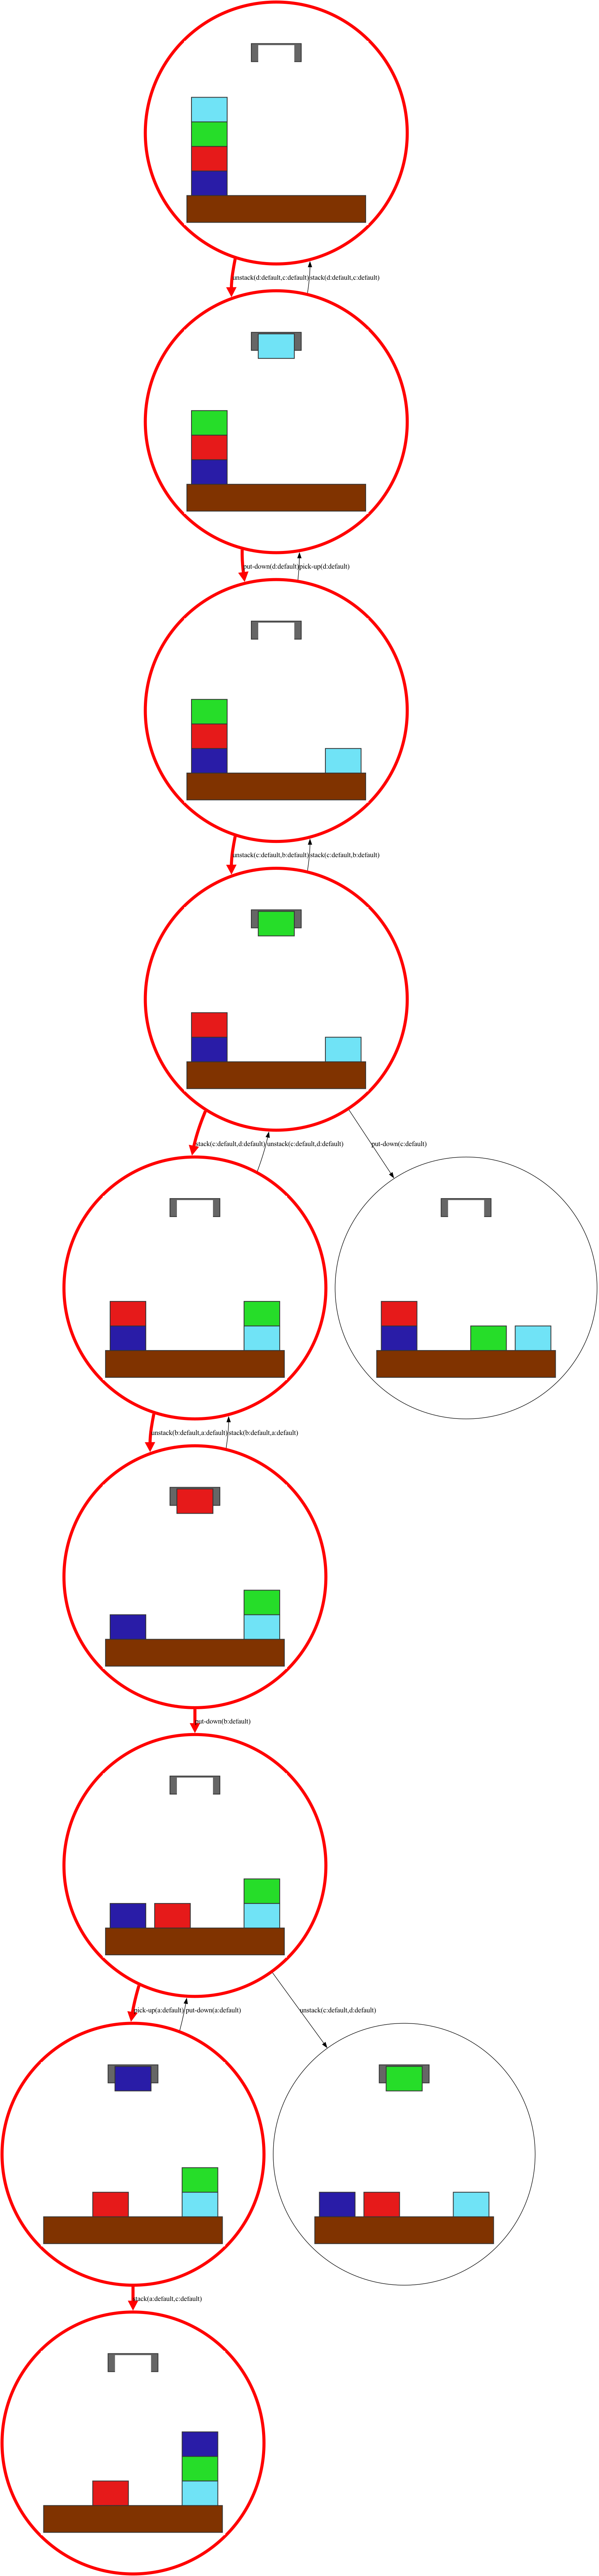 unstack(d:default,c:default) stack(d:default,c:default)
put-down(d:default) pick-up(d:default)
unstack(c:default,b:default) stack(c:default,b:default)
stack(c:default,d:default) unstack(c:default,d:default) put-down(c:default)
unstack(b:default,a:default) stack(b:default,a:default)
put-down(b:default)
pick-up(a:default) put-down(a:default) unstack(c:default,d:default)
stack(a:default,c:default)